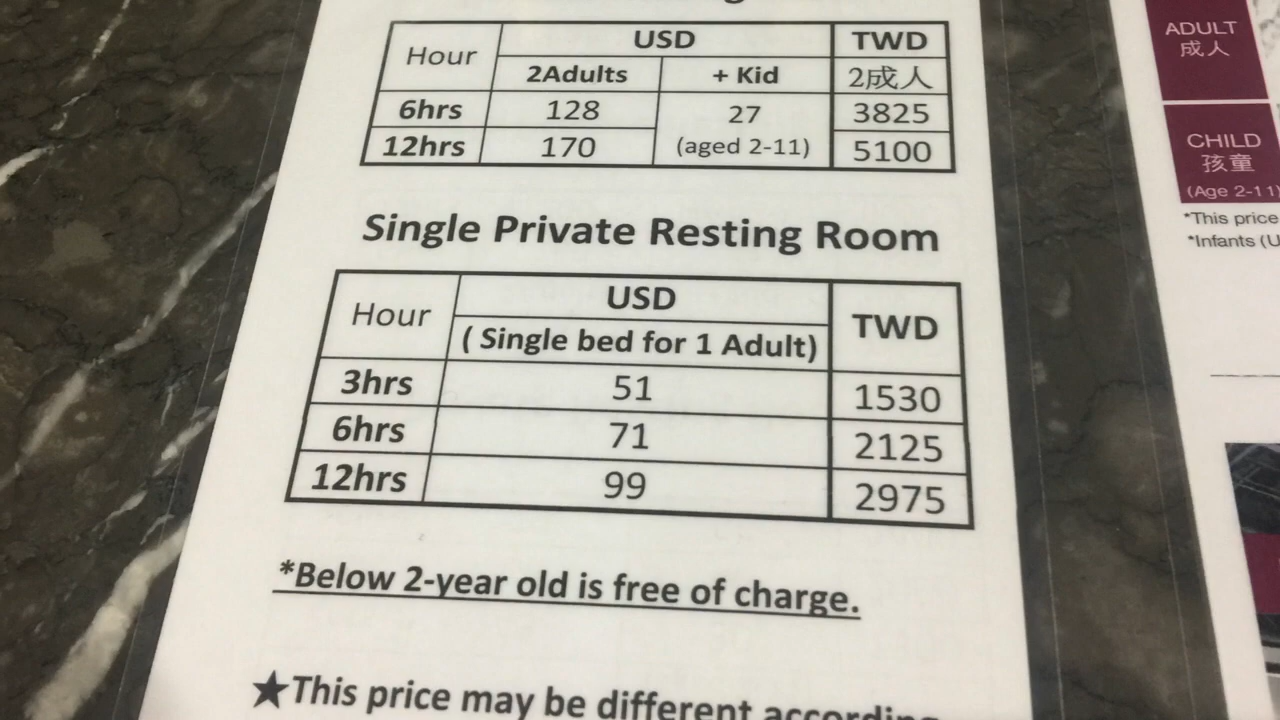 Hour USD TWD
2Adults + Kid 2成人
6hrs 128 27 3825
12hrs 170 (aged 2-11) 5100
Single Private Resting Room
Hour USD TWD
( Single bed for 1 Adult)
3hrs 51 1530
6hrs 71 2125
12hrs 99 2975
*Below 2-year old is free of charge.
★This price may be different according
ADULT
成人
CHILD
孩童
(Age 2-11)
*This price
*Infants (U